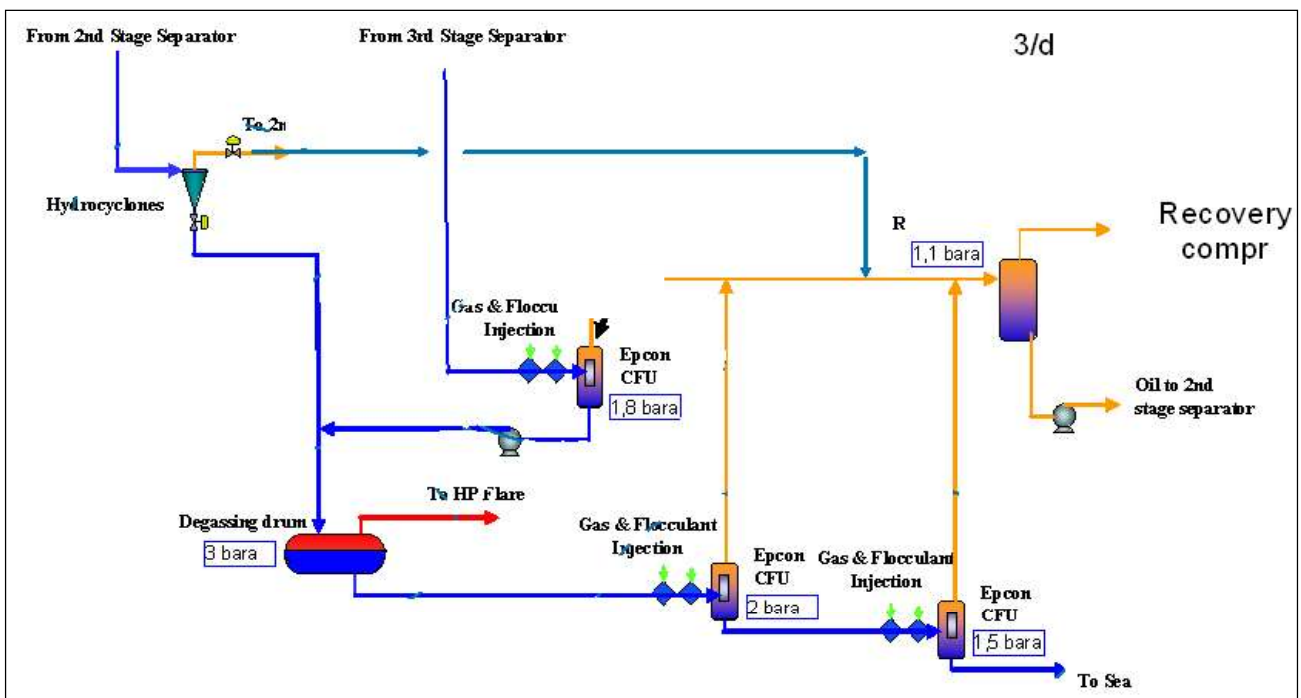 From 2nd Stage Separator
From 3rd Stage Separator
3/d
To 2n
Hydrocyclones
R
1,1 bara
Recovery
compr
Gas & Floccu
Injection
Epcon
CFU
1,8 bara
Oil to 2nd
stage separator
To HP Flare
Degassing drum
3 bara
Gas & Flocculant
Injection
Epcon
CFU
2 bara
Gas & Flocculant
Injection
Epcon
CFU
1,5 bara
To Sea